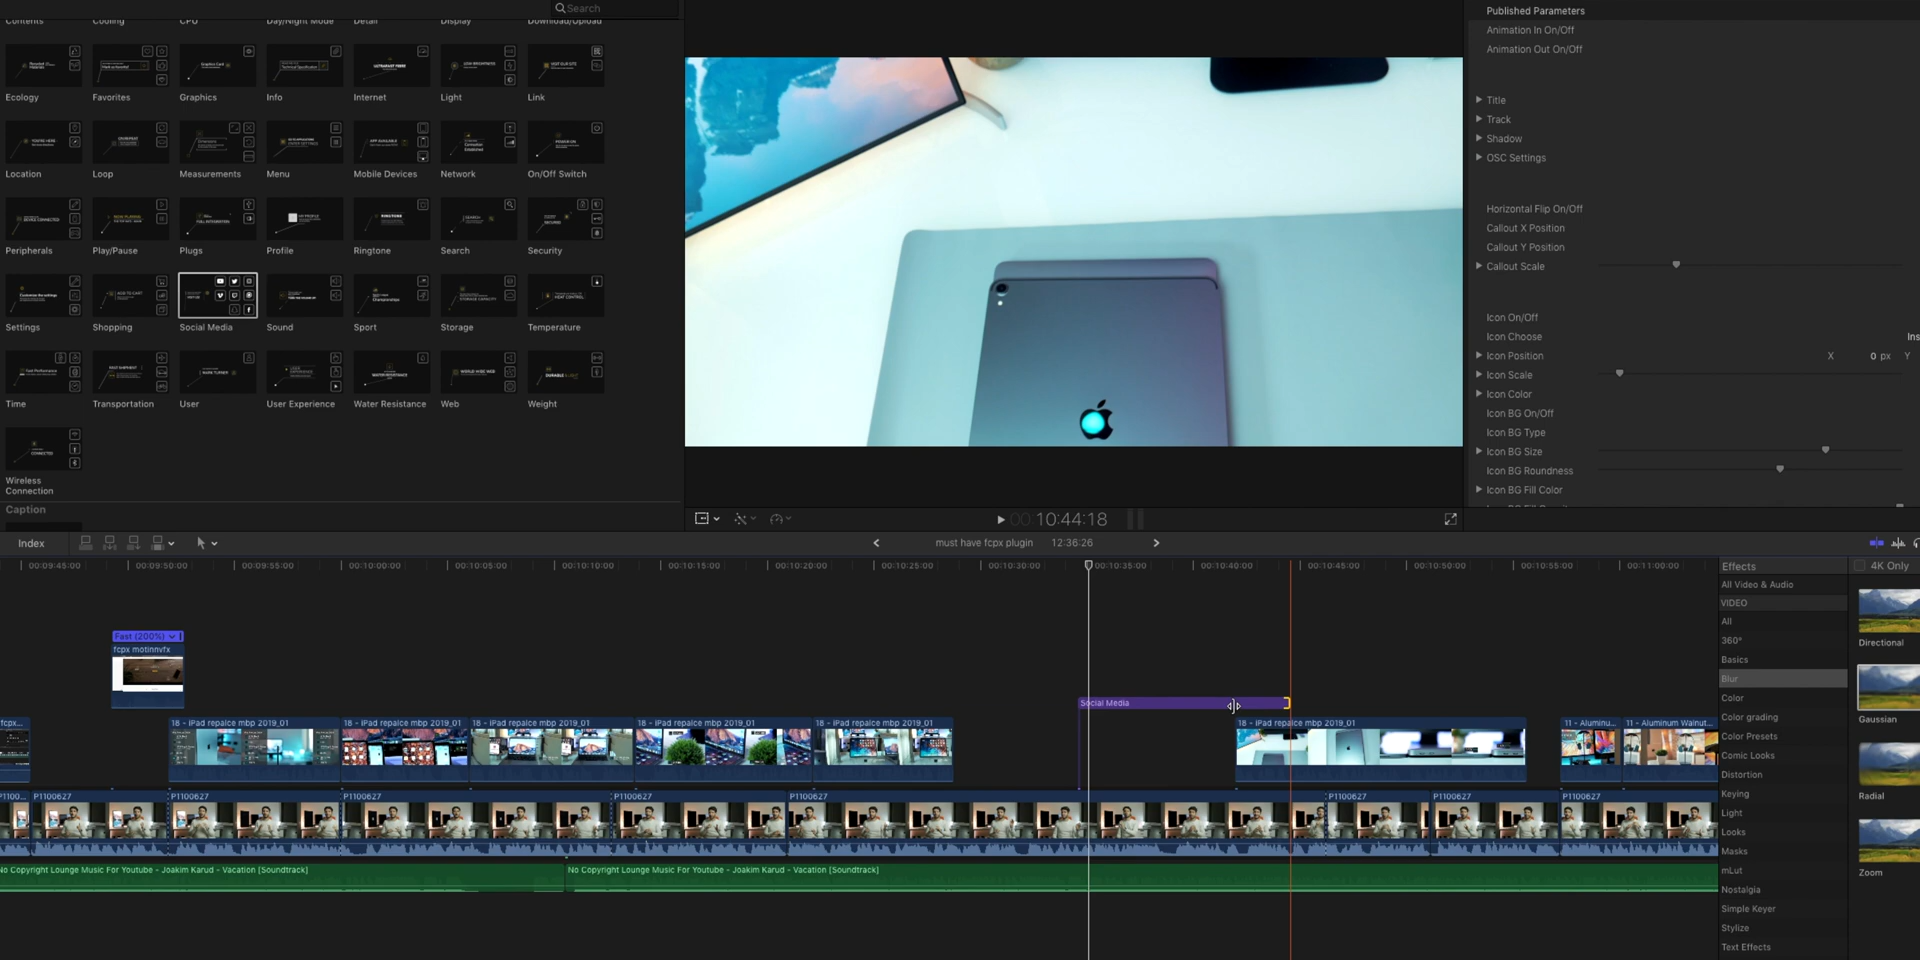 Contents Cooling CPU Day/Night Mode Detail Display Download/Upload
Search
Ecology Favorites Graphics Info Internet Light Link
Location Loop Measurements Menu Mobile Devices Network On/Off Switch
Peripherals Play/Pause Plugs Profile Ringtone Search Security
Settings Shopping Social Media Sound Sport Storage Temperature
Time Transportation User User Experience Water Resistance Web Weight
Wireless
Connection
Caption
Published Parameters
Animation In On/Off
Animation Out On/Off
Title
Track
Shadow
OSC Settings
Horizontal Flip On/Off
Callout X Position
Callout Y Position
Callout Scale
Icon On/Off
Icon Choose Ins
Icon Position X 0 px Y
Icon Scale
Icon Color
Icon BG On/Off
Icon BG Type
Icon BG Size
Icon BG Roundness
Icon BG Fill Color
00:10:44:18
Index
must have fcpx plugin 12:36:26
00:09:45:00 00:09:50:00 00:09:55:00 00:10:00:00 00:10:05:00 00:10:10:00 00:10:15:00 00:10:20:00 00:10:25:00 00:10:30:00 00:10:35:00 00:10:40:00 00:10:45:00 00:10:50:00 00:10:55:00 00:11:00:00
Fast (200%)
fcpx motinnvfx
Social Media
fcpx...
18 - iPad repalce mbp 2019_01
18 - iPad repalce mbp 2019_01
18 - iPad repalce mbp 2019_01
18 - iPad repalce mbp 2019_01
18 - iPad repalce mbp 2019_01
18 - iPad repalce mbp 2019_01
11 - Aluminu...
11 - Aluminum Walnut...
P1100... P1100627 P1100627 P1100627 P1100627 P1100627 P1100627 P1100627 P1100627
No Copyright Lounge Music For Youtube - Joakim Karud - Vacation [Soundtrack]
No Copyright Lounge Music For Youtube - Joakim Karud - Vacation [Soundtrack]
Effects
4K Only
All Video & Audio
VIDEO
All
360°
Basics
Blur
Color
Color grading
Color Presets
Comic Looks
Distortion
Keying
Light
Looks
Masks
mLut
Nostalgia
Simple Keyer
Stylize
Text Effects
Directional
Gaussian
Radial
Zoom